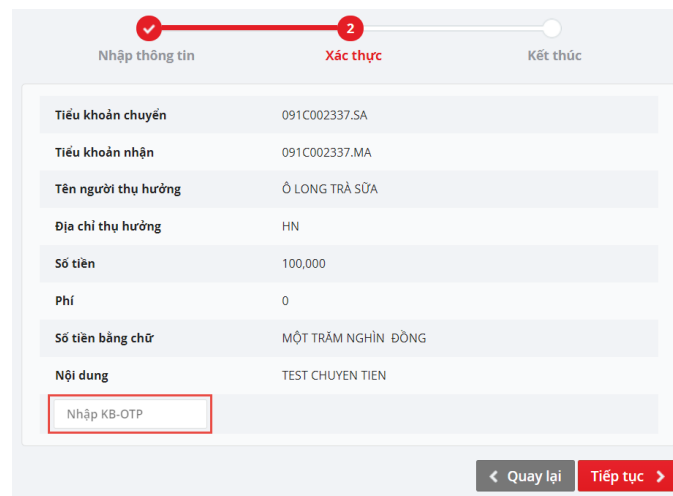 2
Nhập thông tin Xác thực Kết thúc
Tiểu khoản chuyển 091C002337.SA
Tiểu khoản nhận 091C002337.MA
Tên người thụ hưởng Ô LONG TRÀ SỮA
Địa chỉ thụ hưởng HN
Số tiền 100,000
Phí 0
Số tiền bằng chữ MỘT TRĂM NGHÌN ĐỒNG
Nội dung TEST CHUYEN TIEN
Nhập KB-OTP
Quay lại Tiếp tục